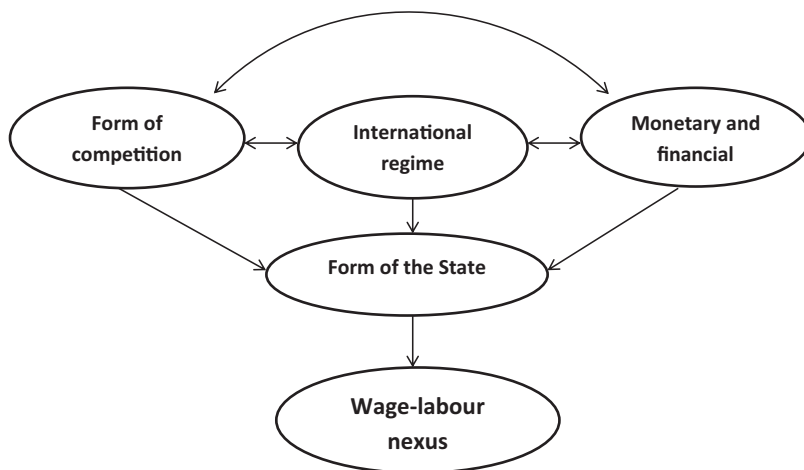 Form of
competition
International
regime
Monetary and
financial
Form of the State
Wage-labour
nexus